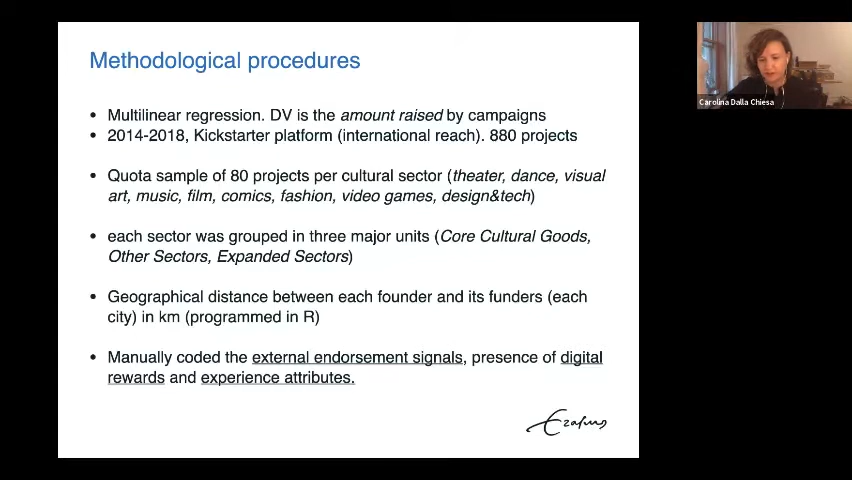 Methodological procedures
• Multilinear regression. DV is the amount raised by campaigns
• 2014-2018, Kickstarter platform (international reach). 880 projects
• Quota sample of 80 projects per cultural sector (theater, dance, visual
art, music, film, comics, fashion, video games, design&tech)
• each sector was grouped in three major units (Core Cultural Goods,
Other Sectors, Expanded Sectors)
• Geographical distance between each founder and its funders (each
city) in km (programmed in R)
• Manually coded the external endorsement signals, presence of digital
rewards and experience attributes.
Erasmus
Carolina Dalla Chiesa